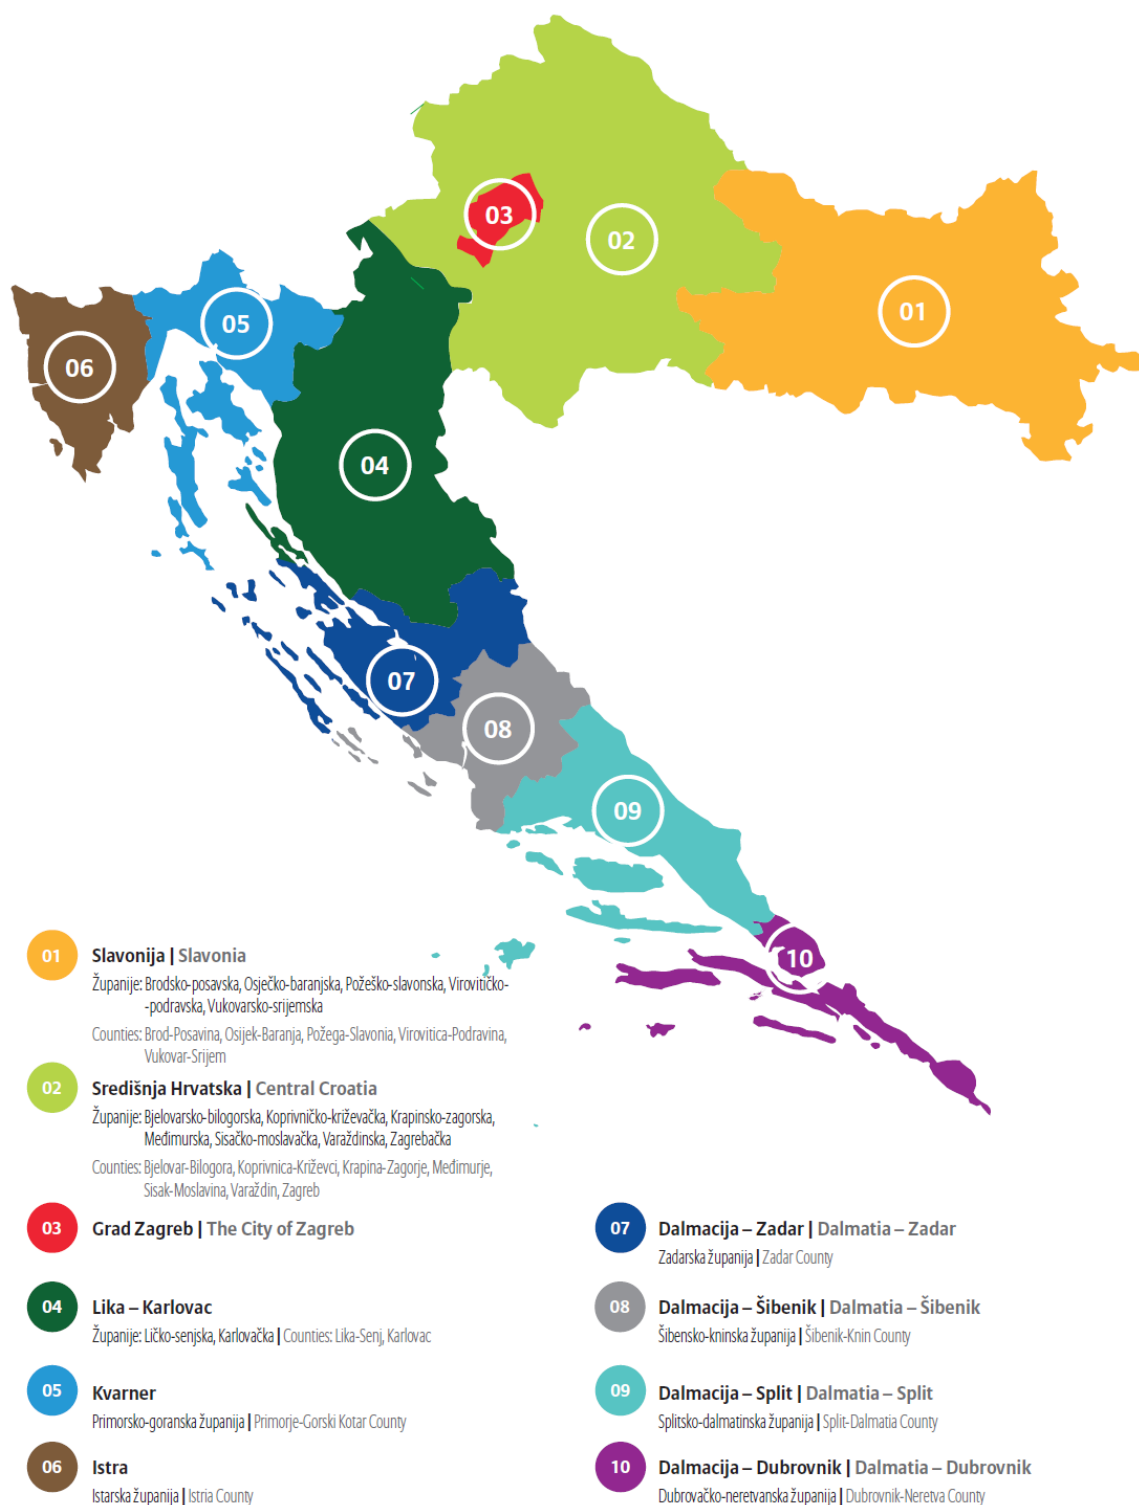 03
02
01
05
06
04
07
08
09
10
01 Slavonija | Slavonia
Županije: Brodsko-posavska, Osječko-baranjska, Požeško-slavonska, Virovitičko-
-podravska, Vukovarsko-srijemska
Counties: Brod-Posavina, Osijek-Baranja, Požega-Slavonia, Virovitica-Podravina,
Vukovar-Srijem
02 Središnja Hrvatska | Central Croatia
Županije: Bjelovarsko-bilogorska, Koprivničko-križevačka, Krapinsko-zagorska,
Međimurska, Sisačko-moslavačka, Varaždinska, Zagrebačka
Counties: Bjelovar-Bilogora, Koprivnica-Križevci, Krapina-Zagorje, Međimurje,
Sisak-Moslavina, Varaždin, Zagreb
03 Grad Zagreb | The City of Zagreb
04 Lika – Karlovac
Županije: Ličko-senjska, Karlovačka | Counties: Lika-Senj, Karlovac
05 Kvarner
Primorsko-goranska županija | Primorje-Gorski Kotar County
06 Istra
Istarska županija | Istria County
07 Dalmacija – Zadar | Dalmatia – Zadar
Zadarska županija | Zadar County
08 Dalmacija – Šibenik | Dalmatia – Šibenik
Šibensko-kninska županija | Šibenik-Knin County
09 Dalmacija – Split | Dalmatia – Split
Splitsko-dalmatinska županija | Split-Dalmatia County
10 Dalmacija – Dubrovnik | Dalmatia – Dubrovnik
Dubrovačko-neretvanska županija | Dubrovnik-Neretva County